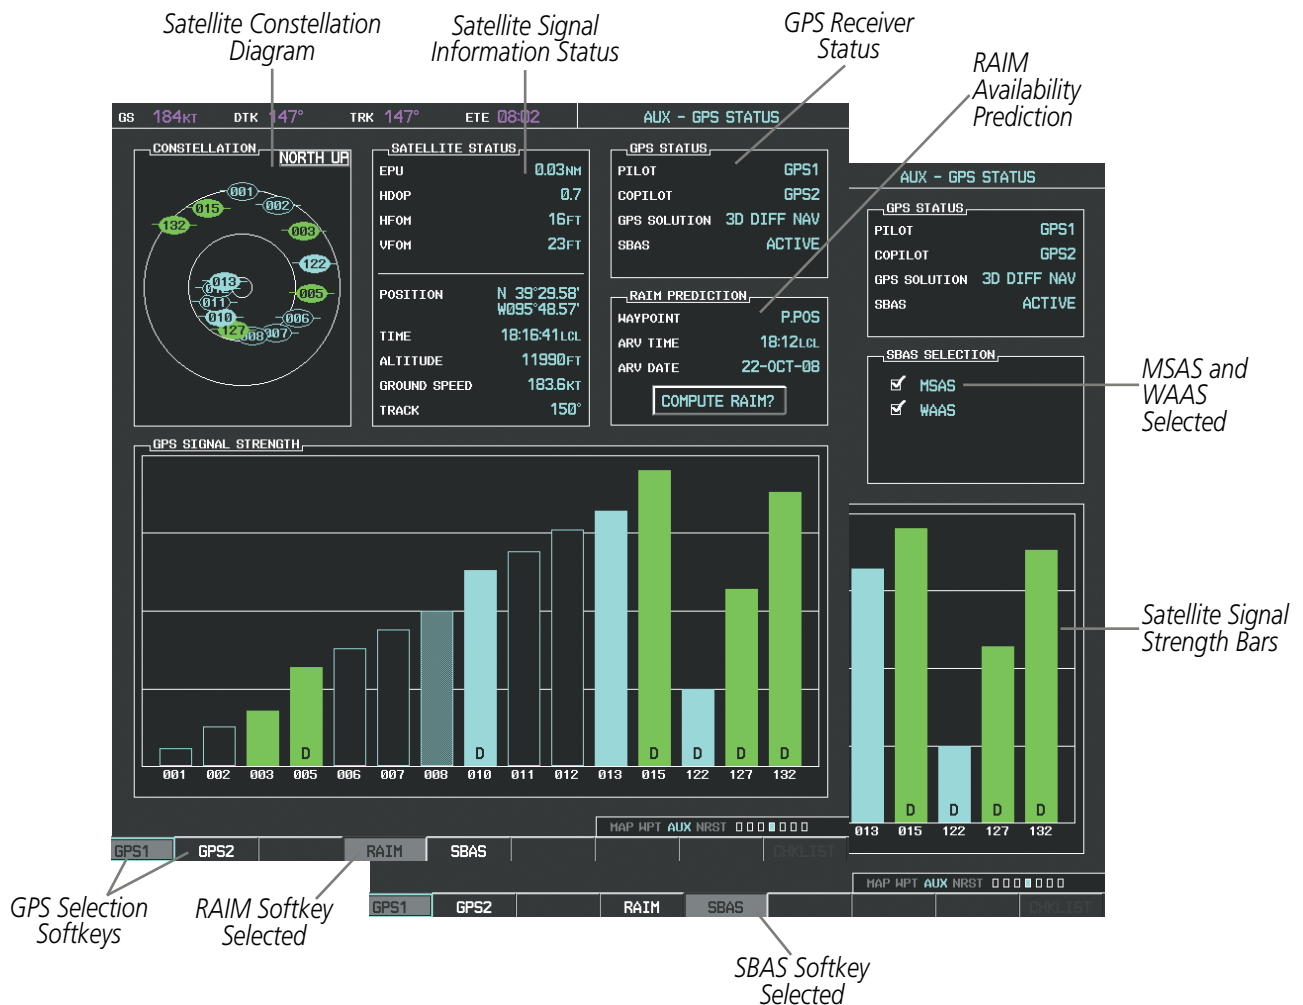 Satellite Constellation
Diagram
Satellite Signal
Information Status
GPS Receiver
Status
RAIM
Availability
Prediction
GS 184KT DTK 147° TRK 147° ETE 08:02 AUX - GPS STATUS
CONSTELLATION
NORTH UP
001
002
015
132
003
122
013
005
011
010
006
127
008
007
SATELLITE STATUS
EPU 0.03NM
HDOP 0.7
HFOM 16FT
VFOM 23FT
POSITION N 39°29.58'
W095°48.57'
TIME 18:16:41LCL
ALTITUDE 11990FT
GROUND SPEED 183.6KT
TRACK 150°
GPS STATUS
PILOT GPS1
COPILOT GPS2
GPS SOLUTION 3D DIFF NAV
SBAS ACTIVE
RAIM PREDICTION
WAYPOINT P.POS
ARV TIME 18:12LCL
ARV DATE 22-OCT-08
COMPUTE RAIM?
AUX - GPS STATUS
GPS STATUS
PILOT GPS1
COPILOT GPS2
GPS SOLUTION 3D DIFF NAV
SBAS ACTIVE
SBAS SELECTION
MSAS
WAAS
MSAS and
WAAS
Selected
GPS SIGNAL STRENGTH
D D D D D D
001 002 003 005 006 007 008 010 011 012 013 015 122 127 132
D D D D
013 015 122 127 132
Satellite Signal
Strength Bars
MAP WPT AUX NRST
GPS1 GPS2 RAIM SBAS CHKLIST
MAP WPT AUX NRST
GPS1 GPS2 RAIM SBAS CHKLIST
GPS Selection
Softkeys
RAIM Softkey
Selected
SBAS Softkey
Selected